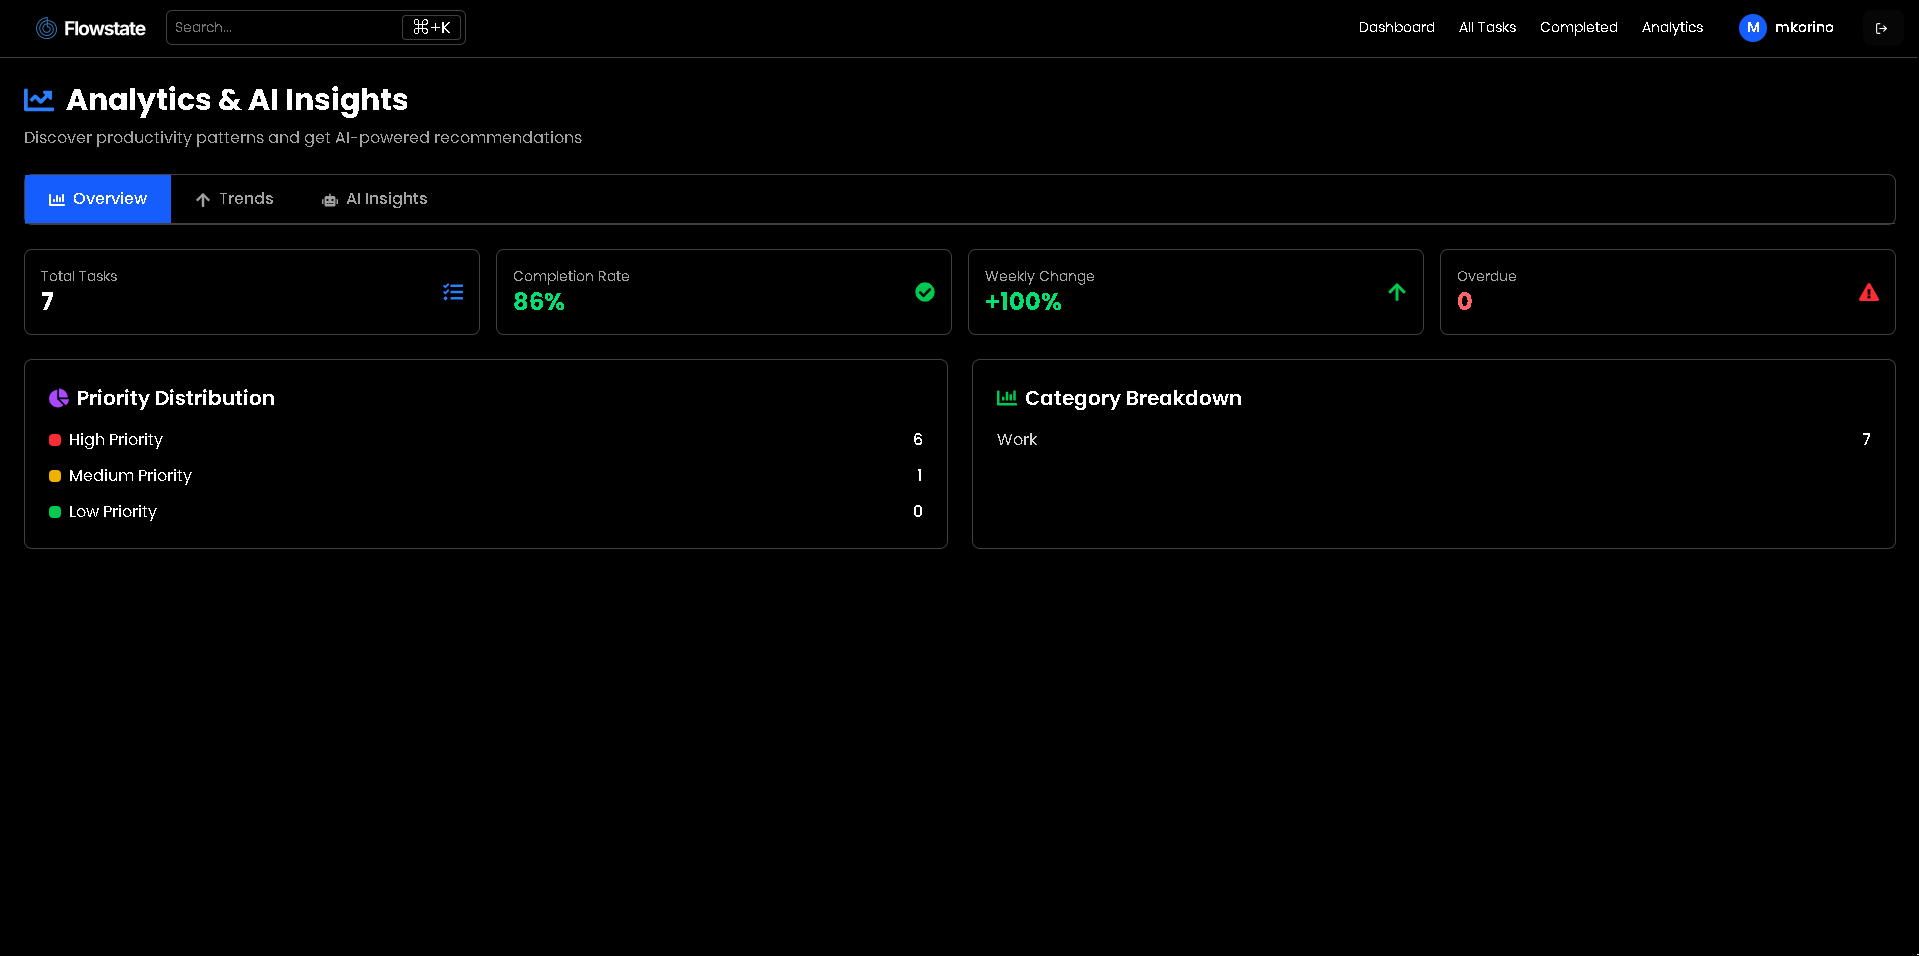 Flowstate Search... ⌘+K Dashboard All Tasks Completed Analytics M mkorino
Analytics & AI Insights
Discover productivity patterns and get AI-powered recommendations
Overview Trends AI Insights
Total Tasks
7
Completion Rate
86%
Weekly Change
+100%
Overdue
0
Priority Distribution
High Priority 6
Medium Priority 1
Low Priority 0
Category Breakdown
Work 7